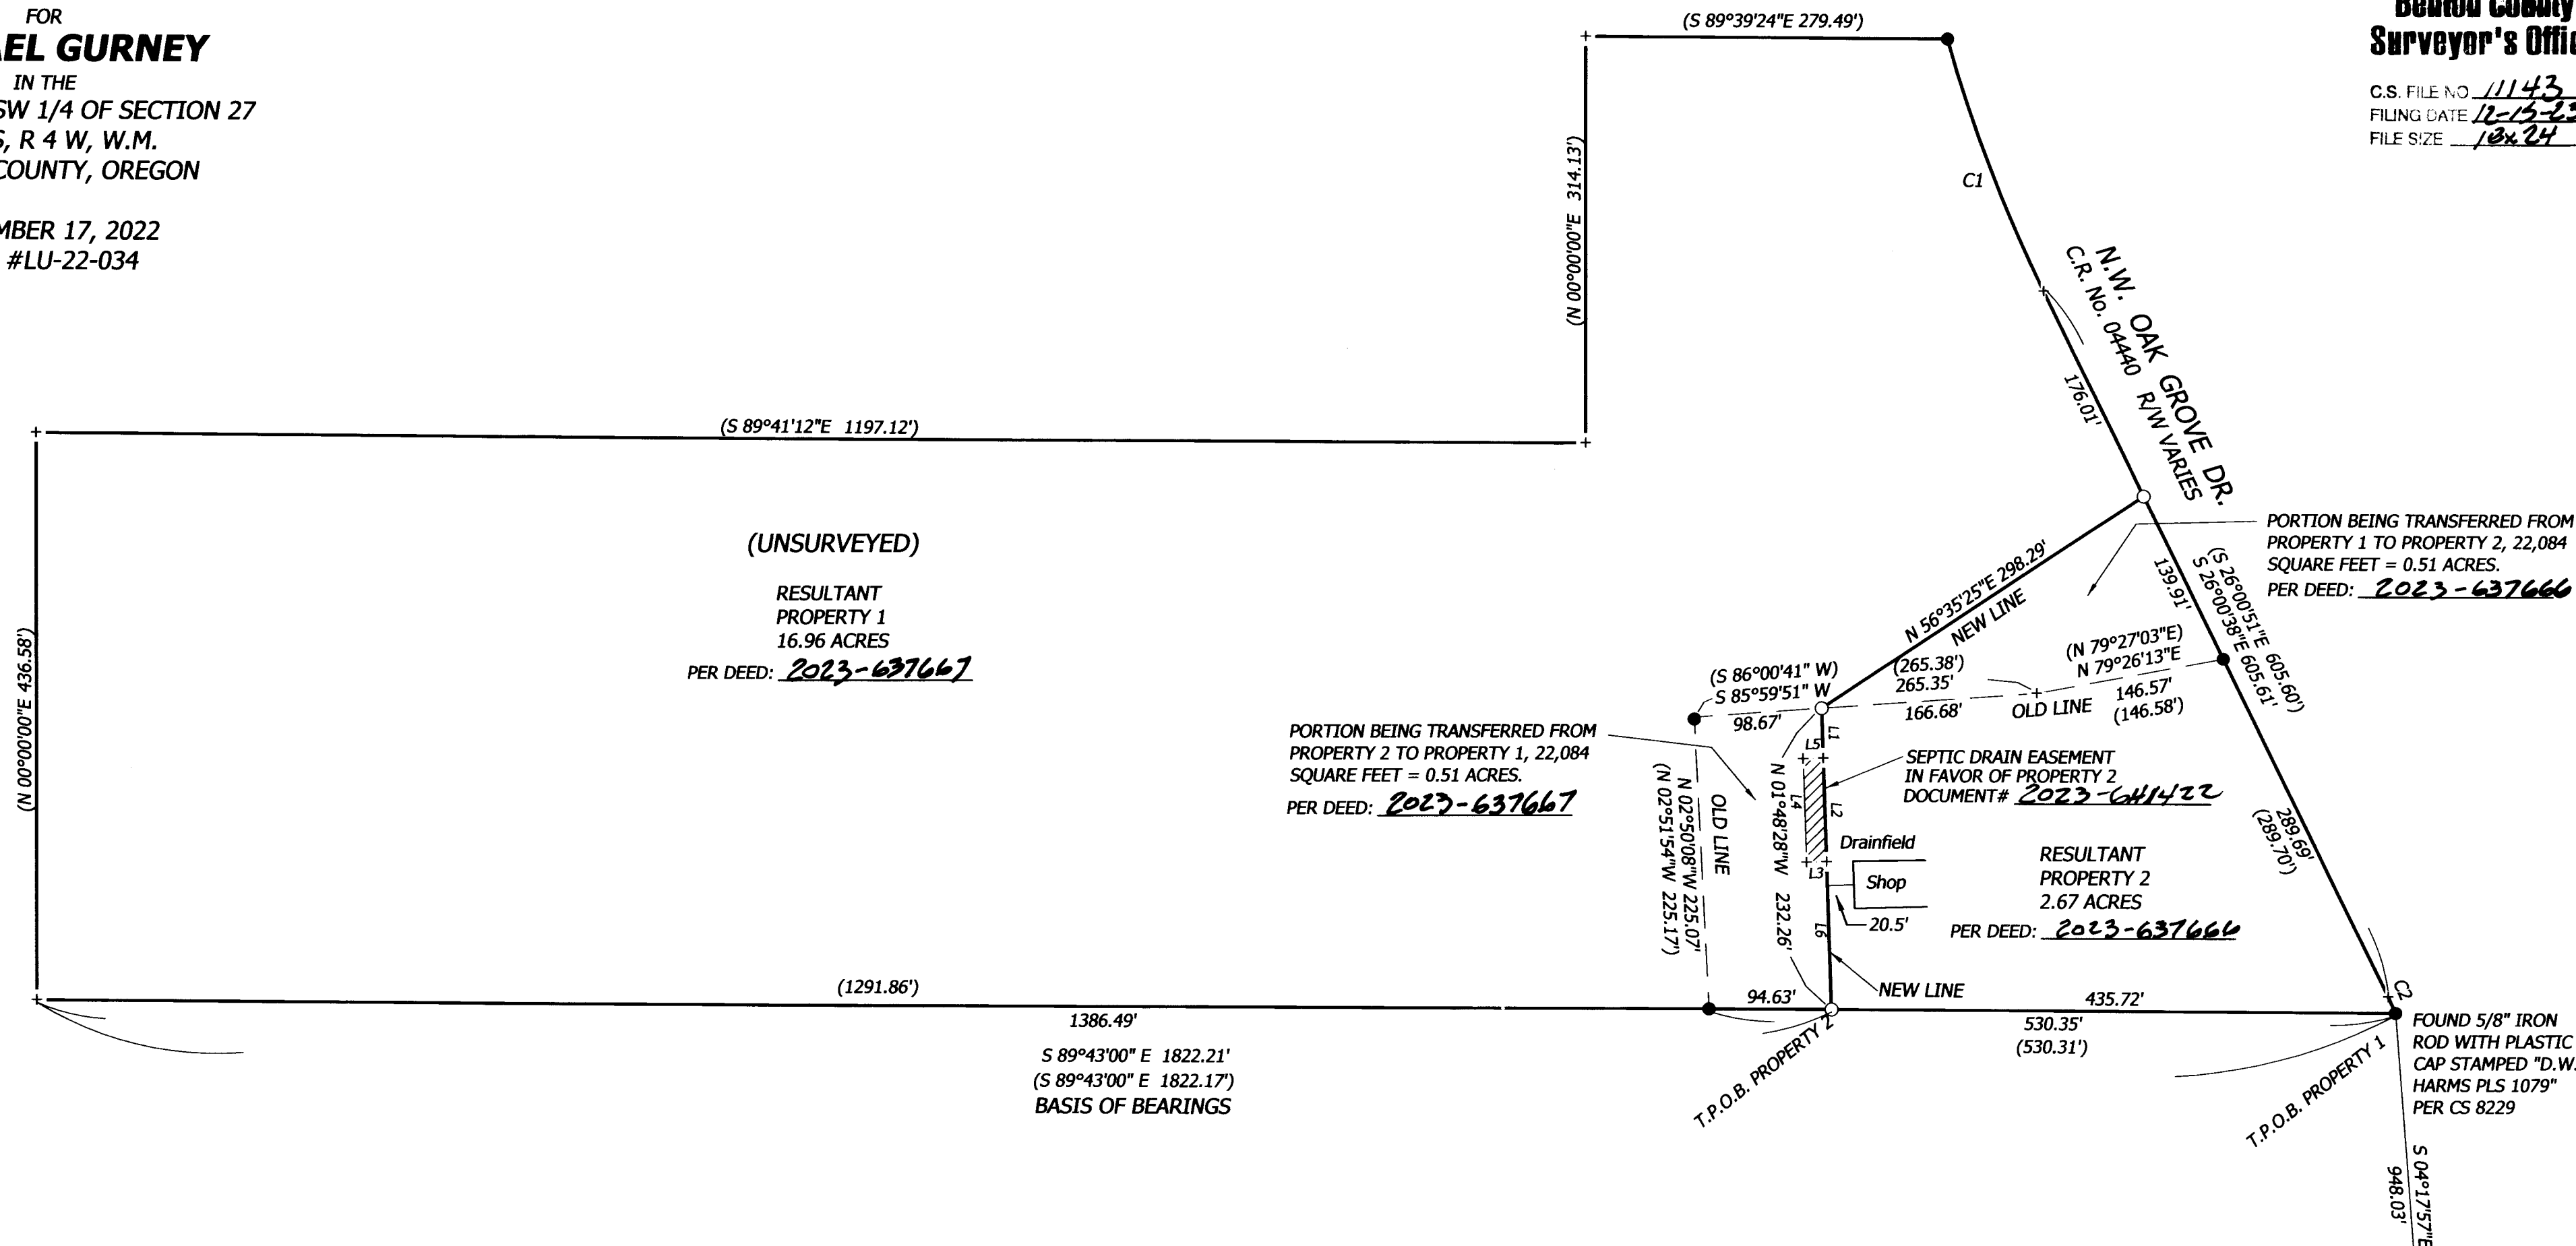 FOR
AEL GURNEY
IN THE
SW 1/4 OF SECTION 27
S, R 4 W, W.M.
COUNTY, OREGON
MBER 17, 2022
#LU-22-034
Benton County
Surveyor's Offic
C.S. FILE NO 11143
FILING DATE 12-15-23
FILE SIZE 18x24
(S 89°39'24"E 279.49')
(N 00°00'00"E 314.13')
C1
N.W. OAK GROVE DR.
C.R. No. 04440 R/W VARIES
176.01'
(S 89°41'12"E 1197.12')
(UNSURVEYED)
RESULTANT
PROPERTY 1
16.96 ACRES
PER DEED: 2023-637667
(N 00°00'00"E 436.58')
PORTION BEING TRANSFERRED FROM
PROPERTY 1 TO PROPERTY 2, 22,084
SQUARE FEET = 0.51 ACRES.
PER DEED: 2023-637666
(S 26°00'51"E 605.60')
S 26°00'38"E 605.61'
139.91'
N 56°35'25"E 298.29'
NEW LINE
(N 79°27'03"E)
N 79°26'13"E
(265.38')
265.35'
146.57'
(146.58')
OLD LINE
166.68'
(S 86°00'41" W)
S 85°59'51" W
98.67'
PORTION BEING TRANSFERRED FROM
PROPERTY 2 TO PROPERTY 1, 22,084
SQUARE FEET = 0.51 ACRES.
PER DEED: 2023-637667
L1
L5
L4
L2
L3
L6
SEPTIC DRAIN EASEMENT
IN FAVOR OF PROPERTY 2
DOCUMENT# 2023-641422
OLD LINE
N 02°50'08"W 225.07'
(N 02°51'54"W 225.17')
N 01°48'28"W 232.26'
Drainfield
Shop
20.5'
RESULTANT
PROPERTY 2
2.67 ACRES
PER DEED: 2023-637666
289.69'
(289.70')
NEW LINE
C2
(1291.86')
1386.49'
94.63'
435.72'
530.35'
(530.31')
S 89°43'00" E 1822.21'
(S 89°43'00" E 1822.17')
BASIS OF BEARINGS
T.P.O.B. PROPERTY 2
T.P.O.B. PROPERTY 1
FOUND 5/8" IRON
ROD WITH PLASTIC
CAP STAMPED "D.W.
HARMS PLS 1079"
PER CS 8229
S 04°17'57"E
948.03'